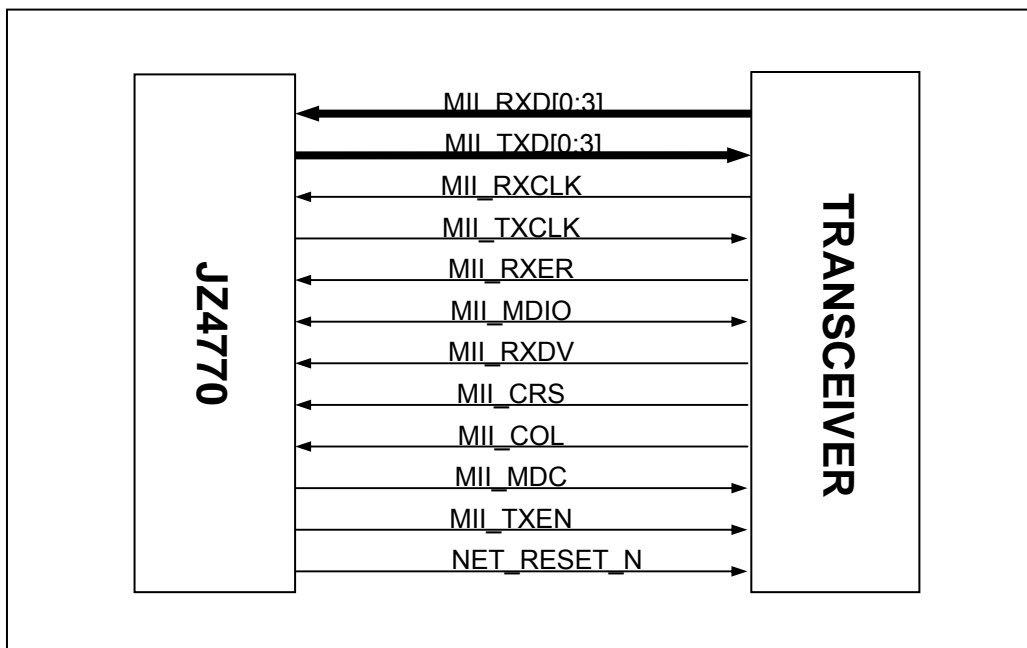 MII_RXD[0:3]
MII_TXD[0:3]
MII_RXCLK
MII_TXCLK
MII_RXER
MII_MDIO
MII_RXDV
MII_CRS
MII_COL
MII_MDC
MII_TXEN
NET_RESET_N
JZ4770
TRANSCEIVER